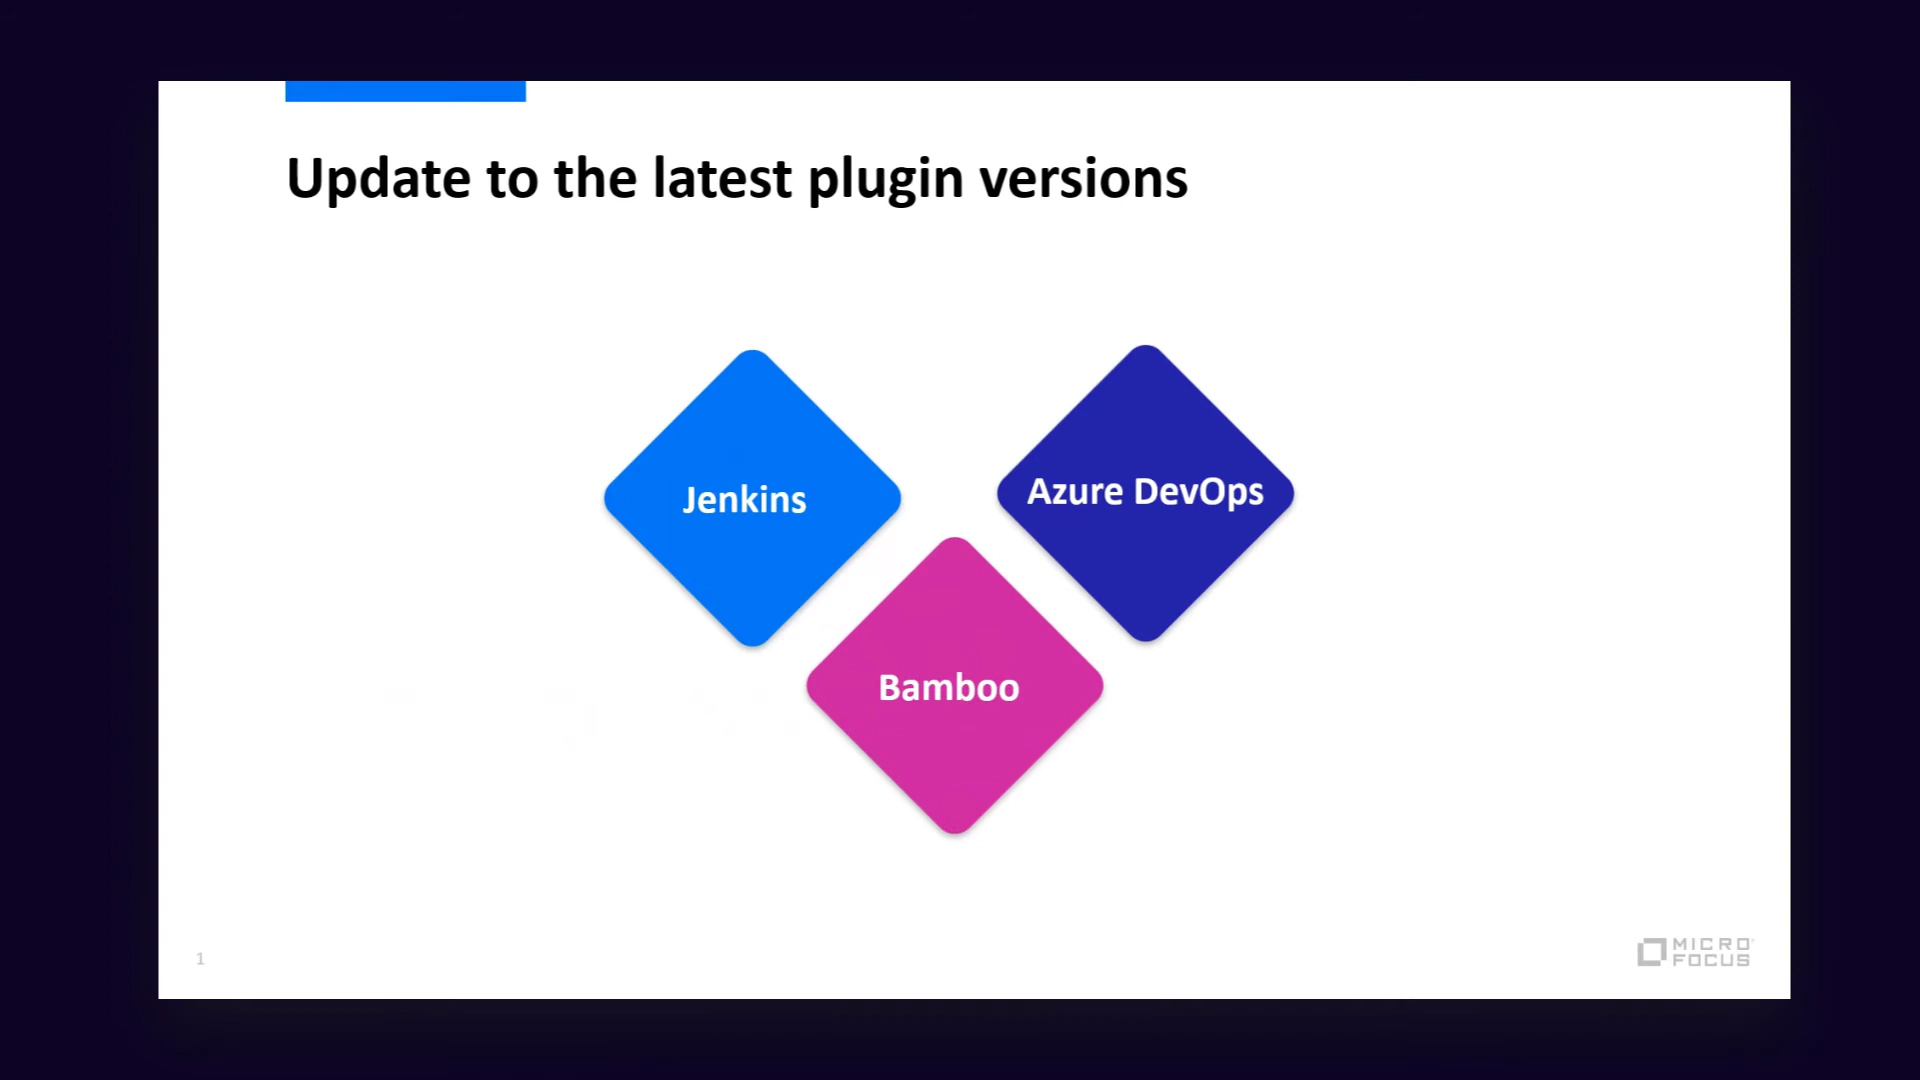 Update to the latest plugin versions
Jenkins
Azure DevOps
Bamboo
1
MICRO
FOCUS